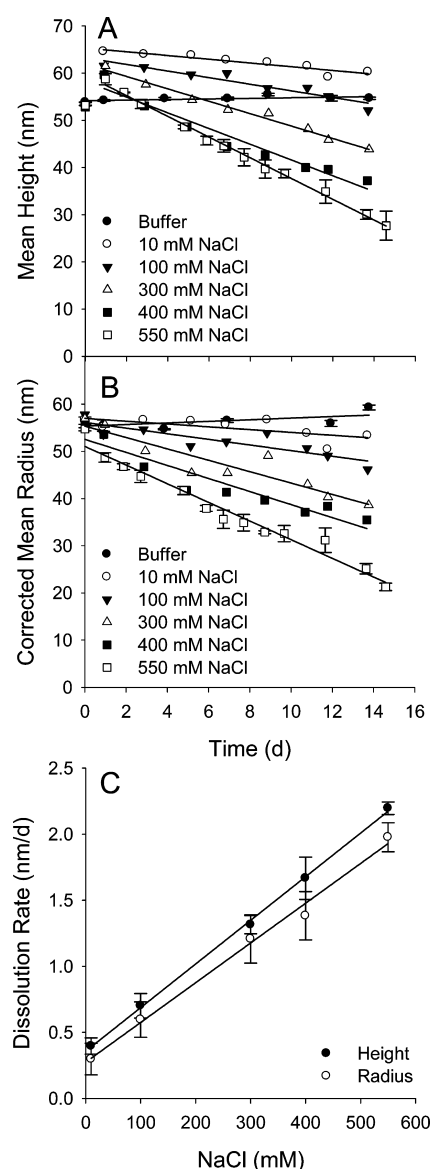 A
70
60
50
40
30
20
10
0
Mean Height (nm)
Buffer
10 mM NaCl
100 mM NaCl
300 mM NaCl
400 mM NaCl
550 mM NaCl
B
60
50
40
30
20
10
0
Corrected Mean Radius (nm)
Buffer
10 mM NaCl
100 mM NaCl
300 mM NaCl
400 mM NaCl
550 mM NaCl
0 2 4 6 8 10 12 14 16
Time (d)
C
2.5
2.0
1.5
1.0
0.5
0.0
Dissolution Rate (nm/d)
Height
Radius
0 100 200 300 400 500 600
NaCl (mM)